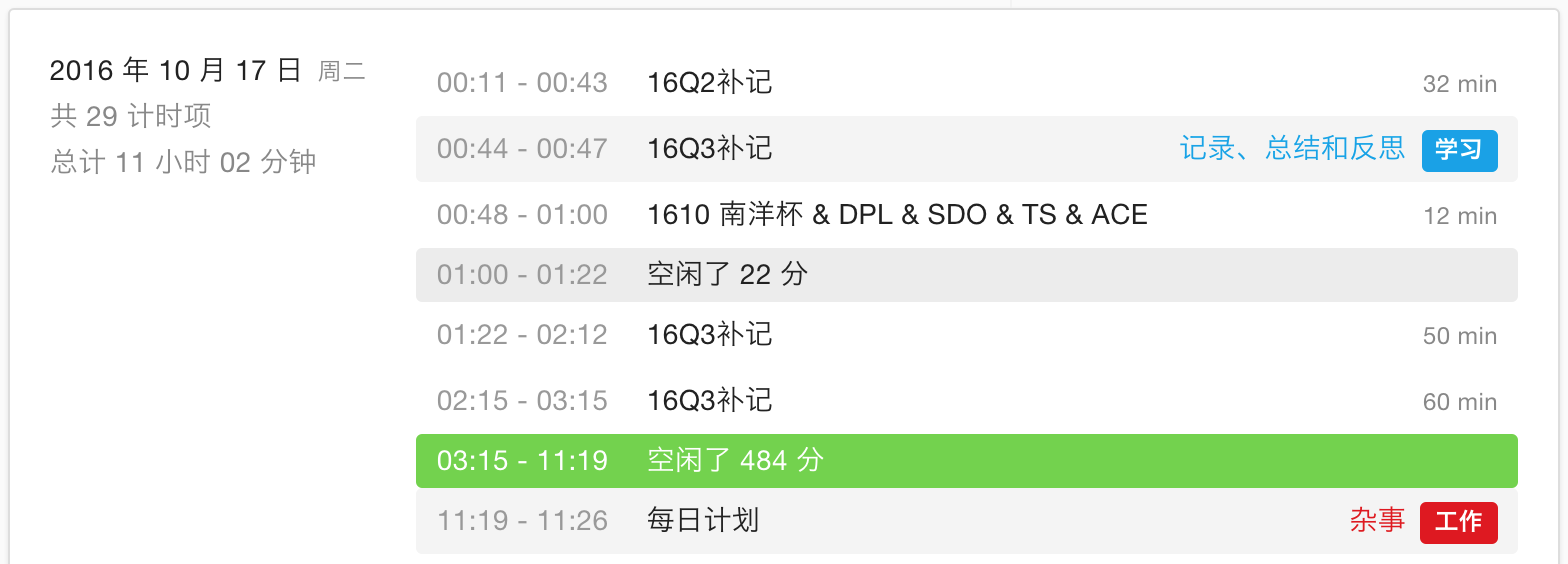 2016 年 10 月 17 日 周二
共 29 计时项
总计 11 小时 02 分钟
00:11 - 00:43 16Q2补记 32 min
00:44 - 00:47 16Q3补记 记录、总结和反思 学习
00:48 - 01:00 1610 南洋杯 & DPL & SDO & TS & ACE 12 min
01:00 - 01:22 空闲了 22 分
01:22 - 02:12 16Q3补记 50 min
02:15 - 03:15 16Q3补记 60 min
03:15 - 11:19 空闲了 484 分
11:19 - 11:26 每日计划 杂事 工作